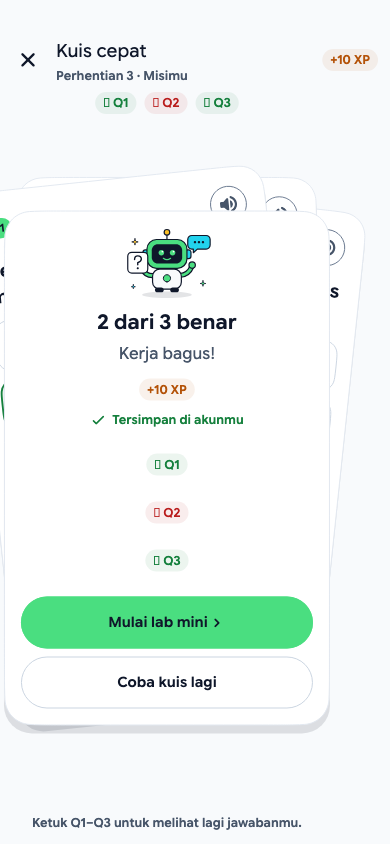 Kuis cepat
Perhentian 3 · Misimu
+10 XP
Q1 Q2 Q3
2 dari 3 benar
Kerja bagus!
+10 XP
Tersimpan di akunmu
Q1
Q2
Q3
Mulai lab mini ›
Coba kuis lagi
Ketuk Q1–Q3 untuk melihat lagi jawabanmu.